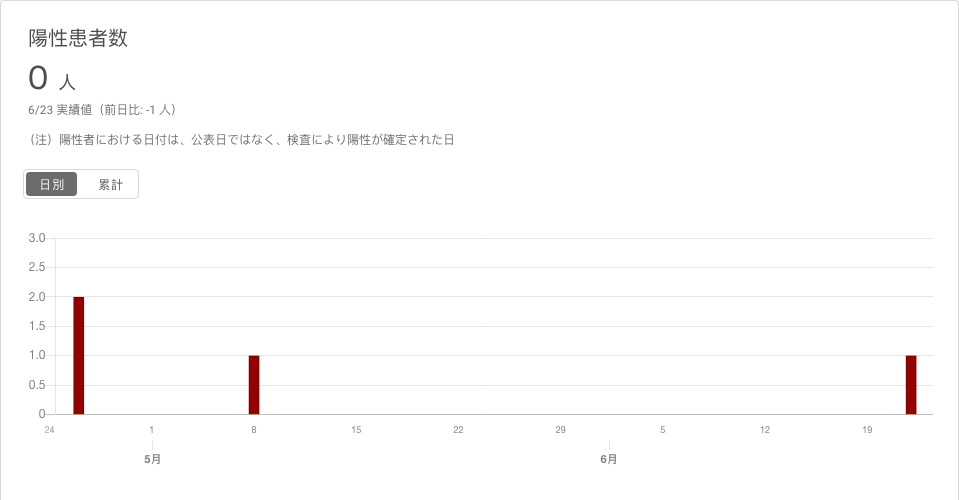 陽性患者数
0 人
6/23 実績値（前日比: -1 人）
（注）陽性者における日付は、公表日ではなく、検査により陽性が確定された日
日別 累計
3.0
2.5
2.0
1.5
1.0
0.5
0
24 1 8 15 22 29 5 12 19
5月 6月